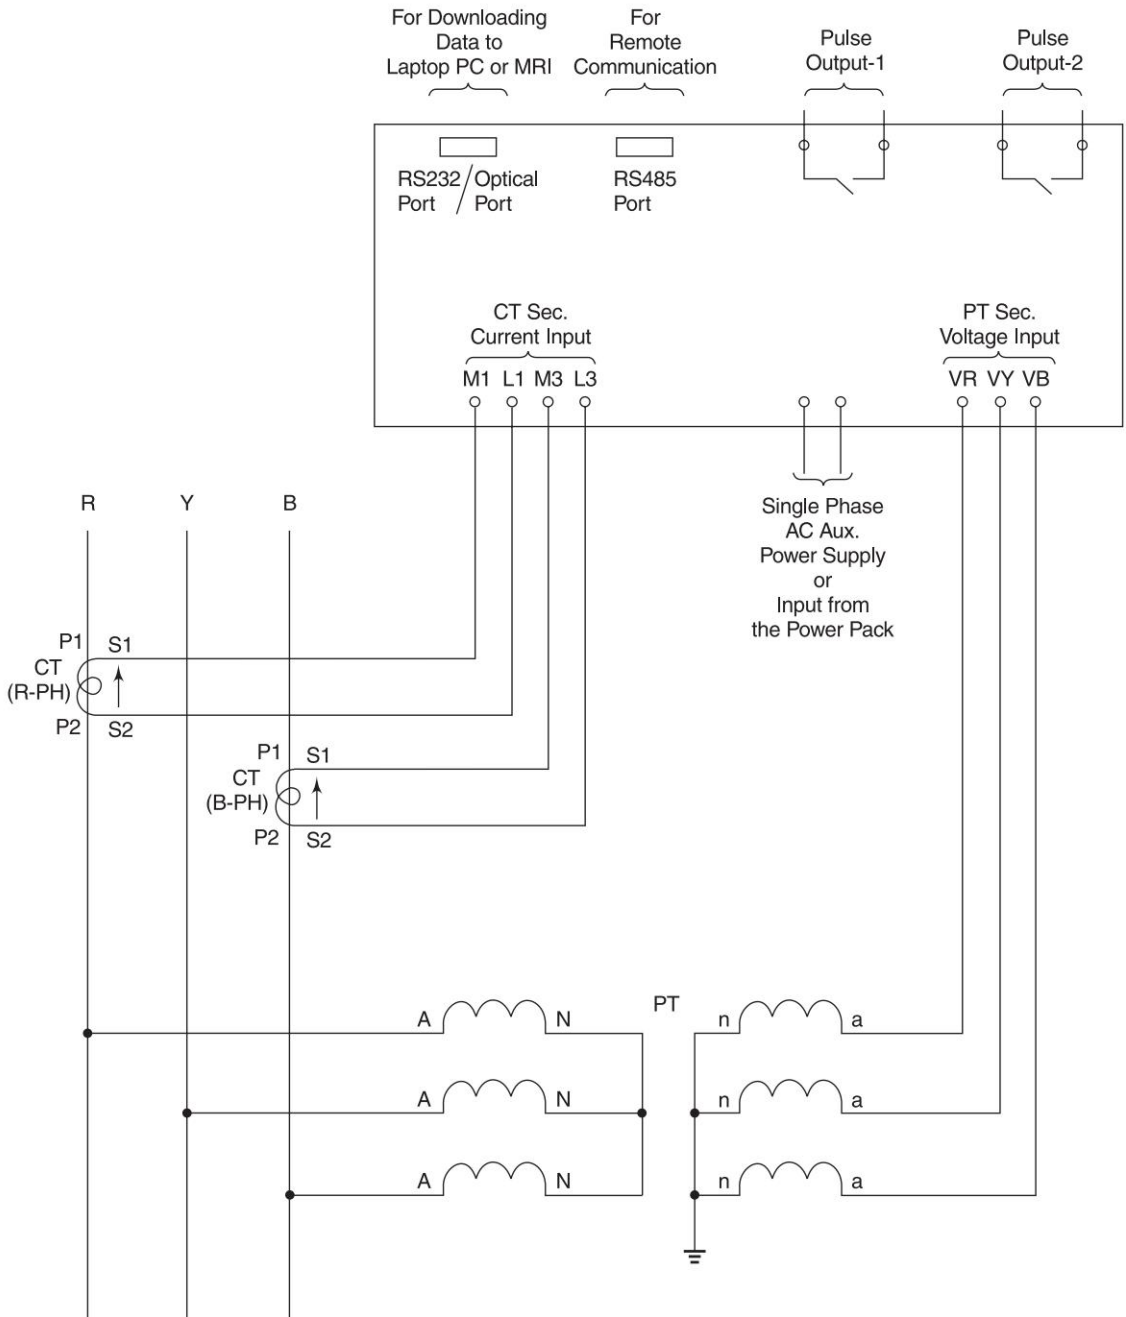 For Downloading
Data to
Laptop PC or MRI
For
Remote
Communication
Pulse
Output-1
Pulse
Output-2
RS232/Optical
Port / Port
RS485
Port
CT Sec.
Current Input
M1 L1 M3 L3
PT Sec.
Voltage Input
VR VY VB
Single Phase
AC Aux.
Power Supply
or
Input from
the Power Pack
R Y B
P1 S1
CT
(R-PH)
P2 S2
P1 S1
CT
(B-PH)
P2 S2
PT
A N n a
A N n a
A N n a